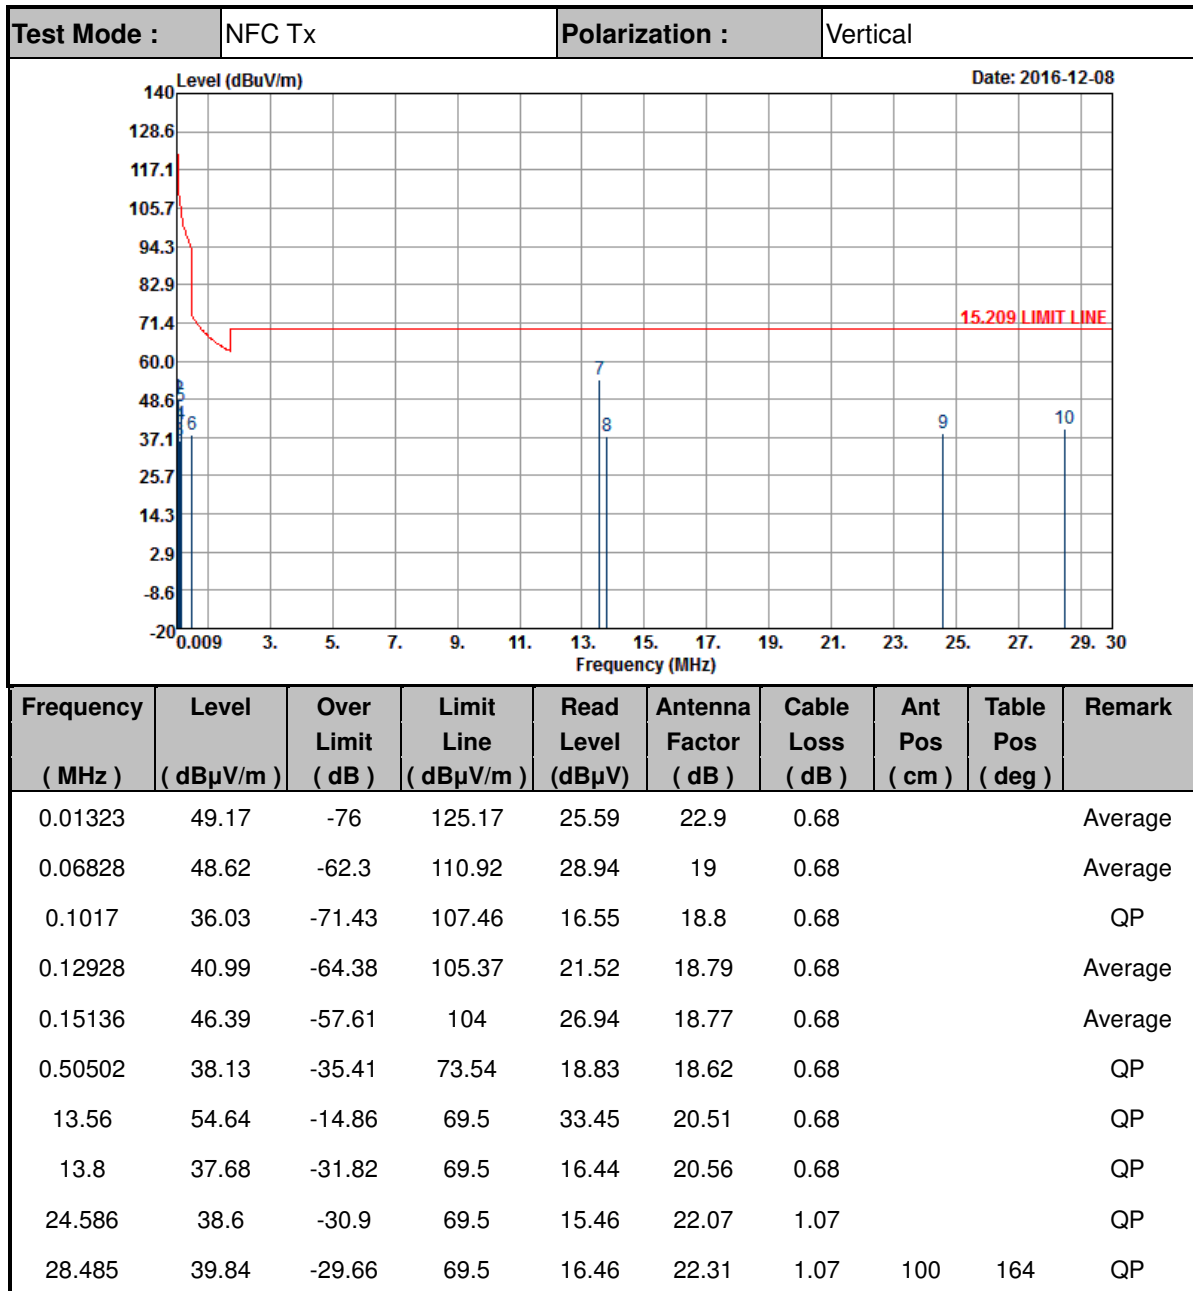 Test Mode : NFC Tx Polarization : Vertical
Level (dBuV/m) Date: 2016-12-08
140
128.6
117.1
105.7
94.3
82.9
71.4
60.0
48.6
37.1
25.7
14.3
2.9
-8.6
-20
15.209 LIMIT LINE
6
7
8
9
10
0.009 3. 5. 7. 9. 11. 13. 15. 17. 19. 21. 23. 25. 27. 29. 30
Frequency (MHz)
Frequency Level Over Limit Read Antenna Cable Ant Table Remark
Limit Line Level Factor Loss Pos Pos
( MHz ) ( dBµV/m ) ( dB ) ( dBµV/m ) (dBµV) ( dB ) ( dB ) ( cm ) ( deg )
0.01323 49.17 -76 125.17 25.59 22.9 0.68 Average
0.06828 48.62 -62.3 110.92 28.94 19 0.68 Average
0.1017 36.03 -71.43 107.46 16.55 18.8 0.68 QP
0.12928 40.99 -64.38 105.37 21.52 18.79 0.68 Average
0.15136 46.39 -57.61 104 26.94 18.77 0.68 Average
0.50502 38.13 -35.41 73.54 18.83 18.62 0.68 QP
13.56 54.64 -14.86 69.5 33.45 20.51 0.68 QP
13.8 37.68 -31.82 69.5 16.44 20.56 0.68 QP
24.586 38.6 -30.9 69.5 15.46 22.07 1.07 QP
28.485 39.84 -29.66 69.5 16.46 22.31 1.07 100 164 QP